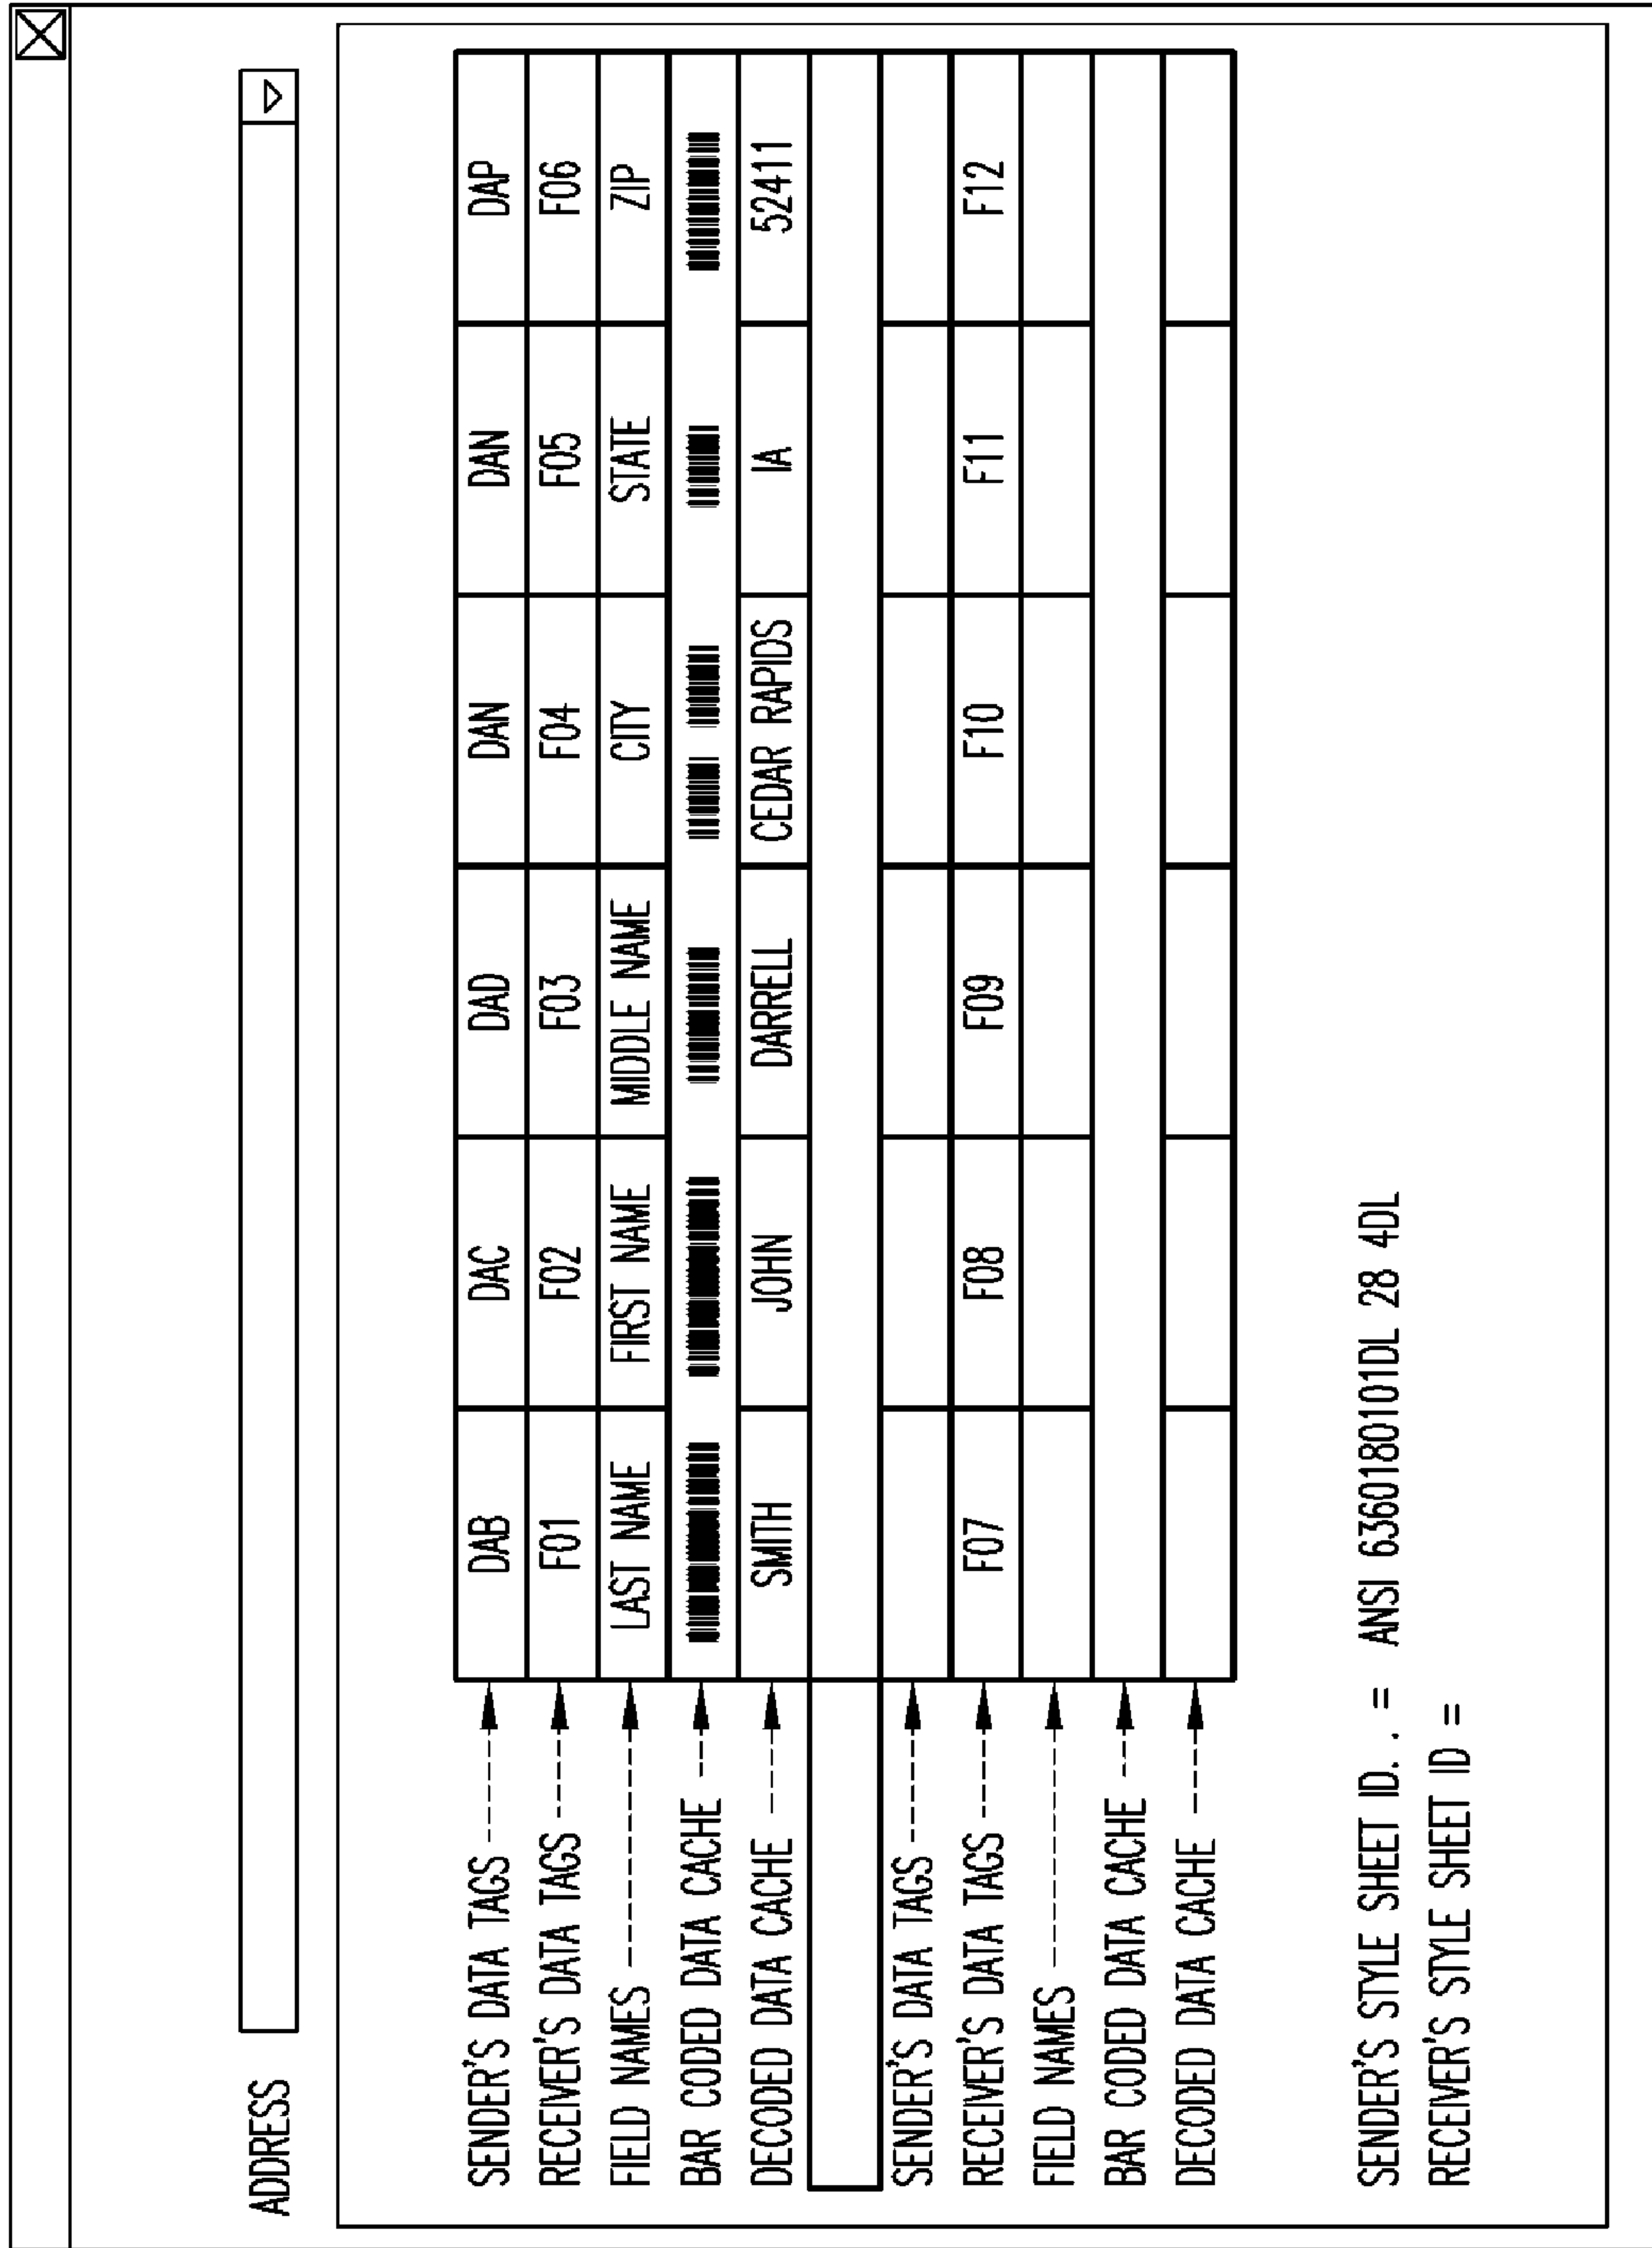 ADDRESS
SENDER'S DATA TAGS DAB DAC DAD DAN DAN DAP
RECEIVER'S DATA TAGS F01 F02 F03 F04 F05 F06
FIELD NAMES LAST NAME FIRST NAME MIDDLE NAME CITY STATE ZIP
BAR CODED DATA CACHE
DECODED DATA CACHE SMITH JOHN DARRELL CEDAR RAPIDS IA 52411
SENDER'S DATA TAGS
RECEIVER'S DATA TAGS F07 F08 F09 F10 F11 F12
FIELD NAMES
BAR CODED DATA CACHE
DECODED DATA CACHE
SENDER'S STYLE SHEET ID. . = ANSI 6360180101DL 28 4DL
RECEIVER'S STYLE SHEET ID =